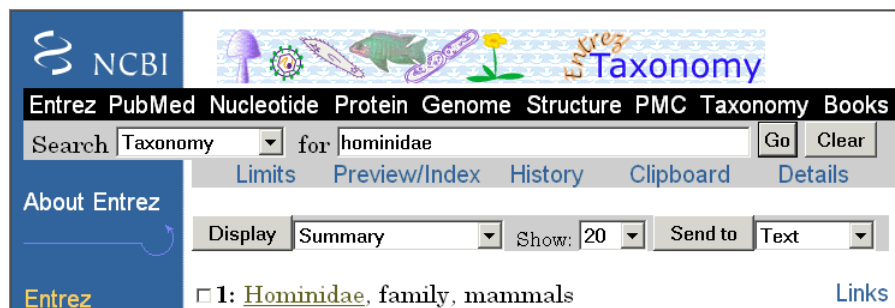 NCBI
Entrez Taxonomy
Entrez PubMed Nucleotide Protein Genome Structure PMC Taxonomy Books
Search Taxonomy for hominidae Go Clear
Limits Preview/Index History Clipboard Details
About Entrez
Display Summary Show: 20 Send to Text
Entrez
1: Hominidae, family, mammals Links